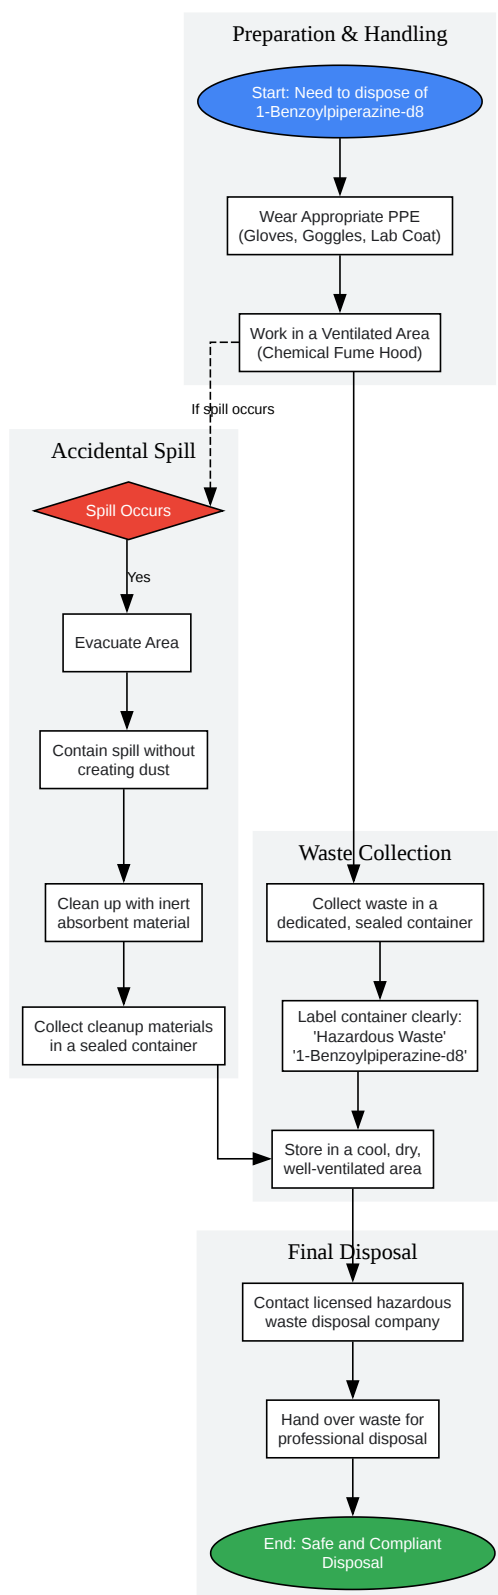 Preparation & Handling
Start: Need to dispose of
1-Benzoylpiperazine-d8
Wear Appropriate PPE
(Gloves, Goggles, Lab Coat)
Work in a Ventilated Area
(Chemical Fume Hood)
If spill occurs
Accidental Spill
Spill Occurs
Yes
Evacuate Area
Contain spill without
creating dust
Clean up with inert
absorbent material
Collect cleanup materials
in a sealed container
Waste Collection
Collect waste in a
dedicated, sealed container
Label container clearly:
'Hazardous Waste'
'1-Benzoylpiperazine-d8'
Store in a cool, dry,
well-ventilated area
Final Disposal
Contact licensed hazardous
waste disposal company
Hand over waste for
professional disposal
End: Safe and Compliant
Disposal